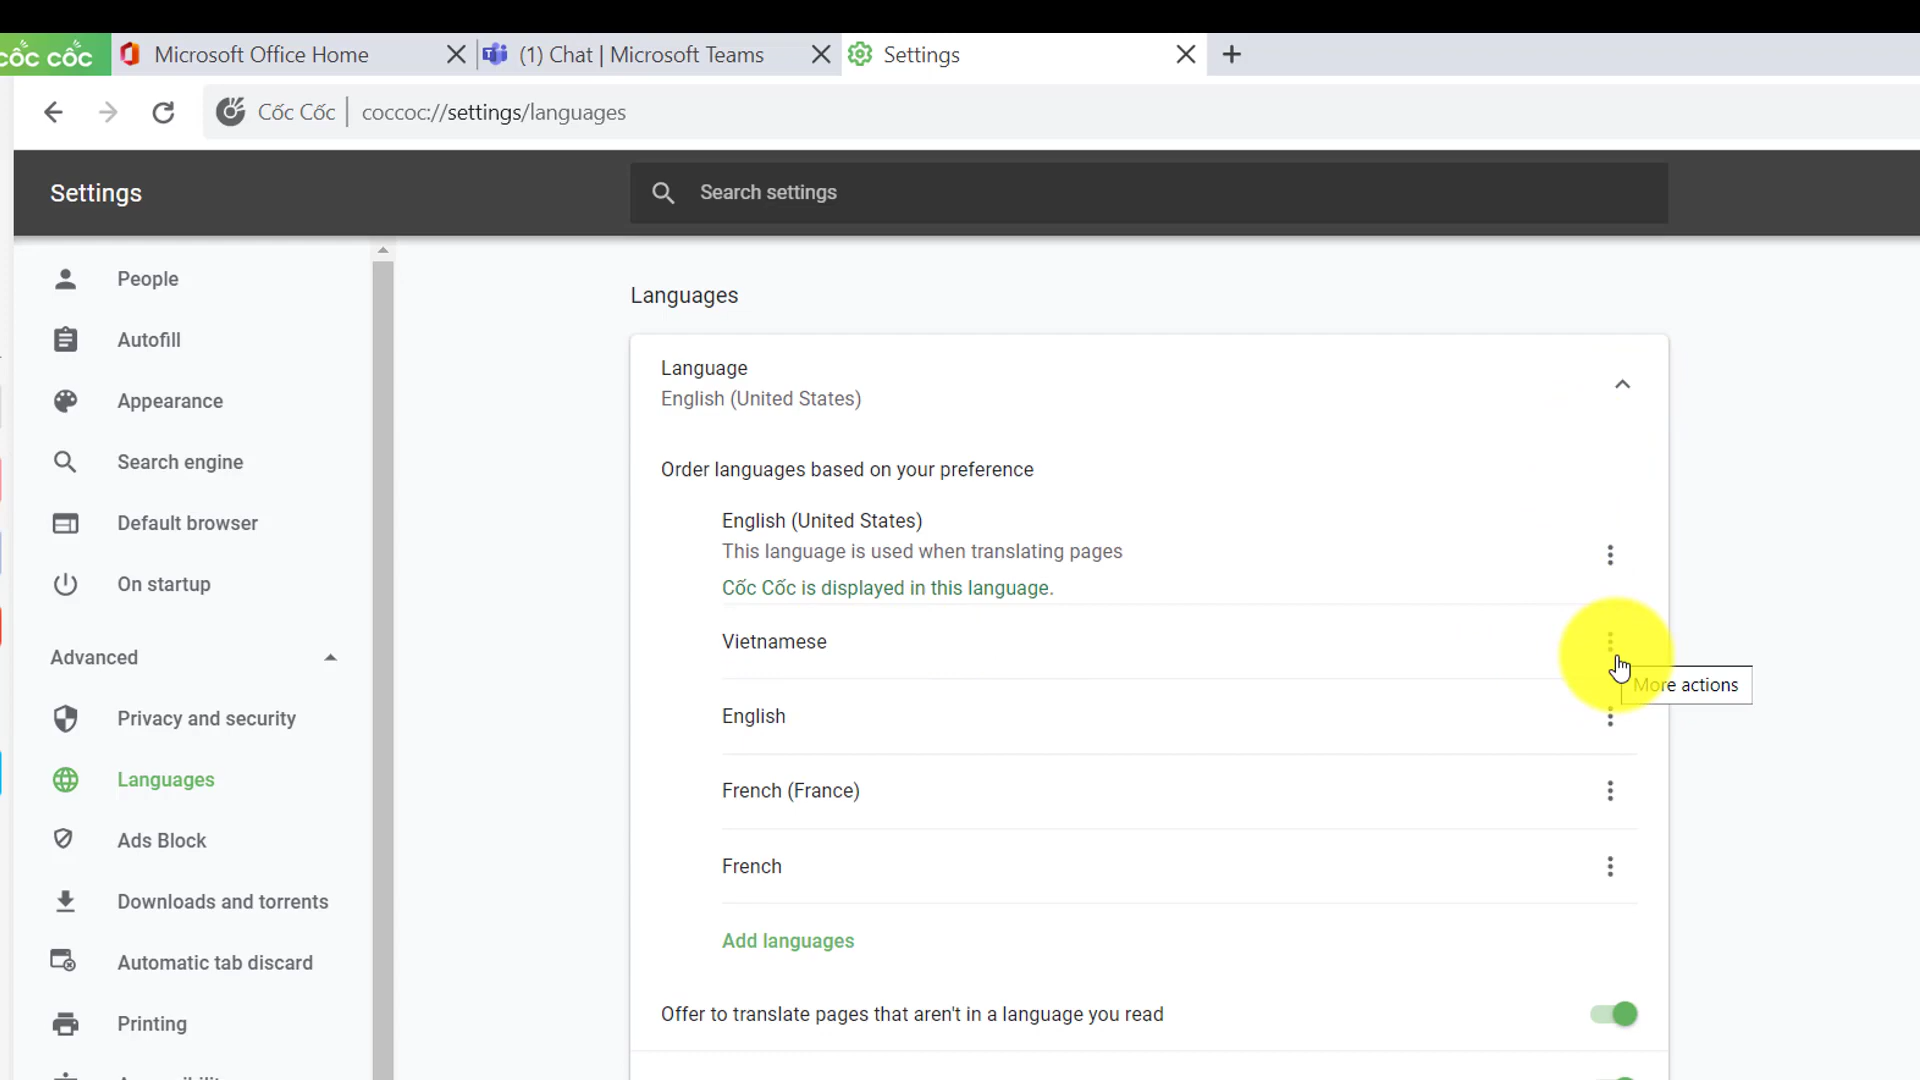 cốc cốc
Microsoft Office Home
(1) Chat | Microsoft Teams
Settings
Cốc Cốc
coccoc://settings/languages
Settings
Search settings
People
Autofill
Appearance
Search engine
Default browser
On startup
Advanced
Privacy and security
Languages
Ads Block
Downloads and torrents
Automatic tab discard
Printing
Languages
Language
English (United States)
Order languages based on your preference
English (United States)
This language is used when translating pages
Cốc Cốc is displayed in this language.
Vietnamese
More actions
English
French (France)
French
Add languages
Offer to translate pages that aren't in a language you read